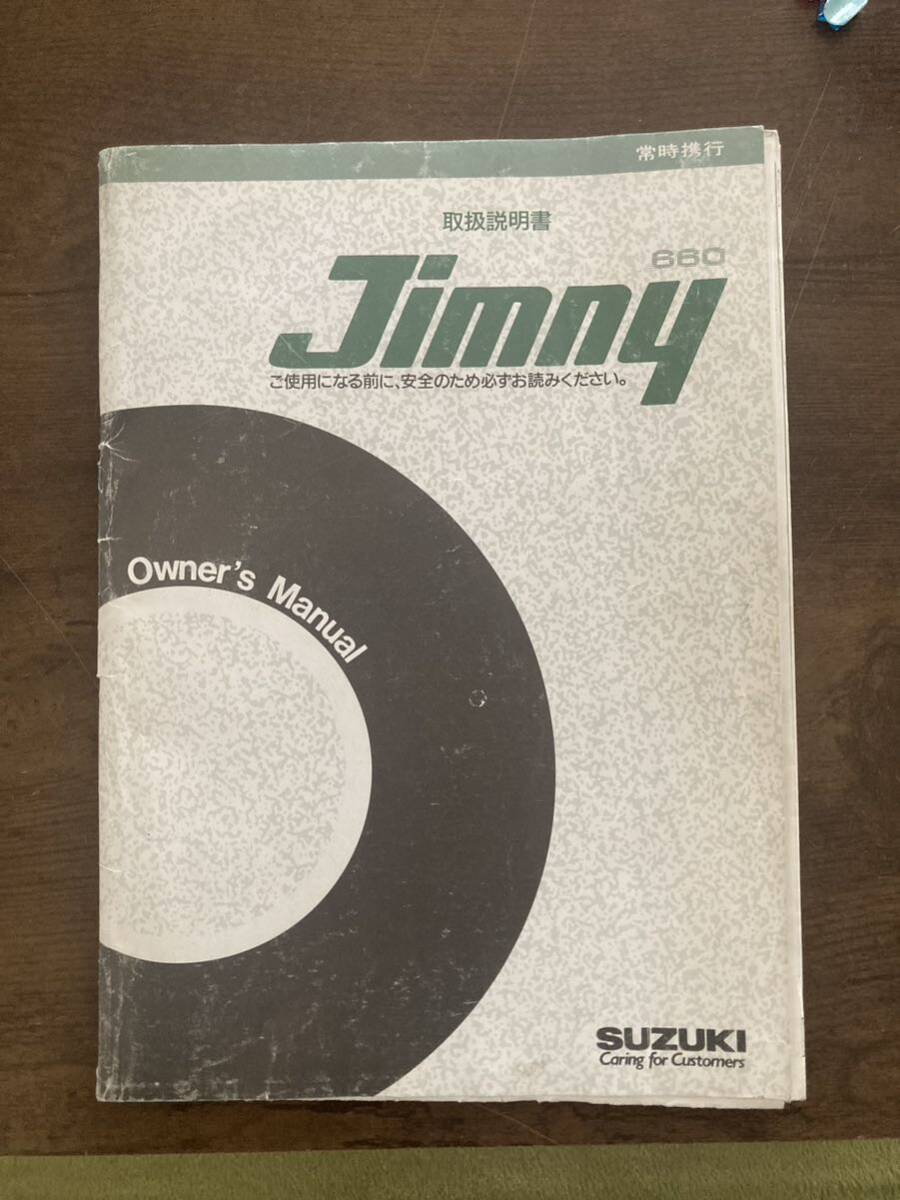 常時携行
取扱説明書
660
Jimny
ご使用になる前に、安全のため必ずお読みください。
Owner's Manual
SUZUKI
Caring for Customers